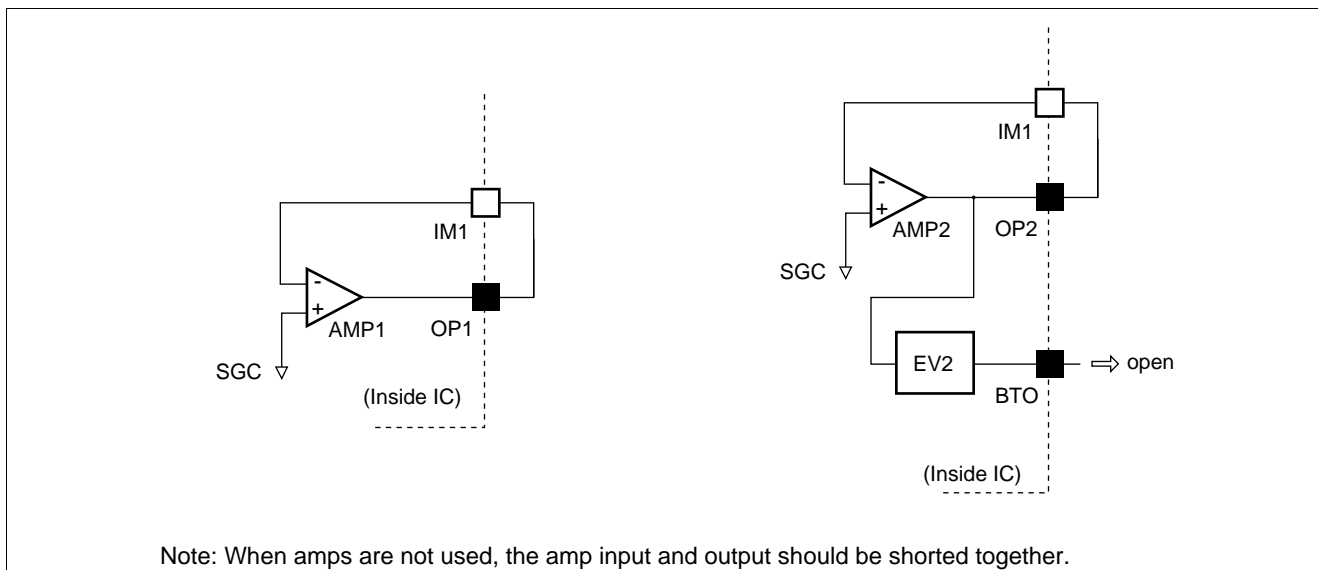 IM1
-
+
AMP1
OP1
SGC
(Inside IC)
IM1
-
+
AMP2
OP2
SGC
EV2
open
BTO
(Inside IC)
Note: When amps are not used, the amp input and output should be shorted together.